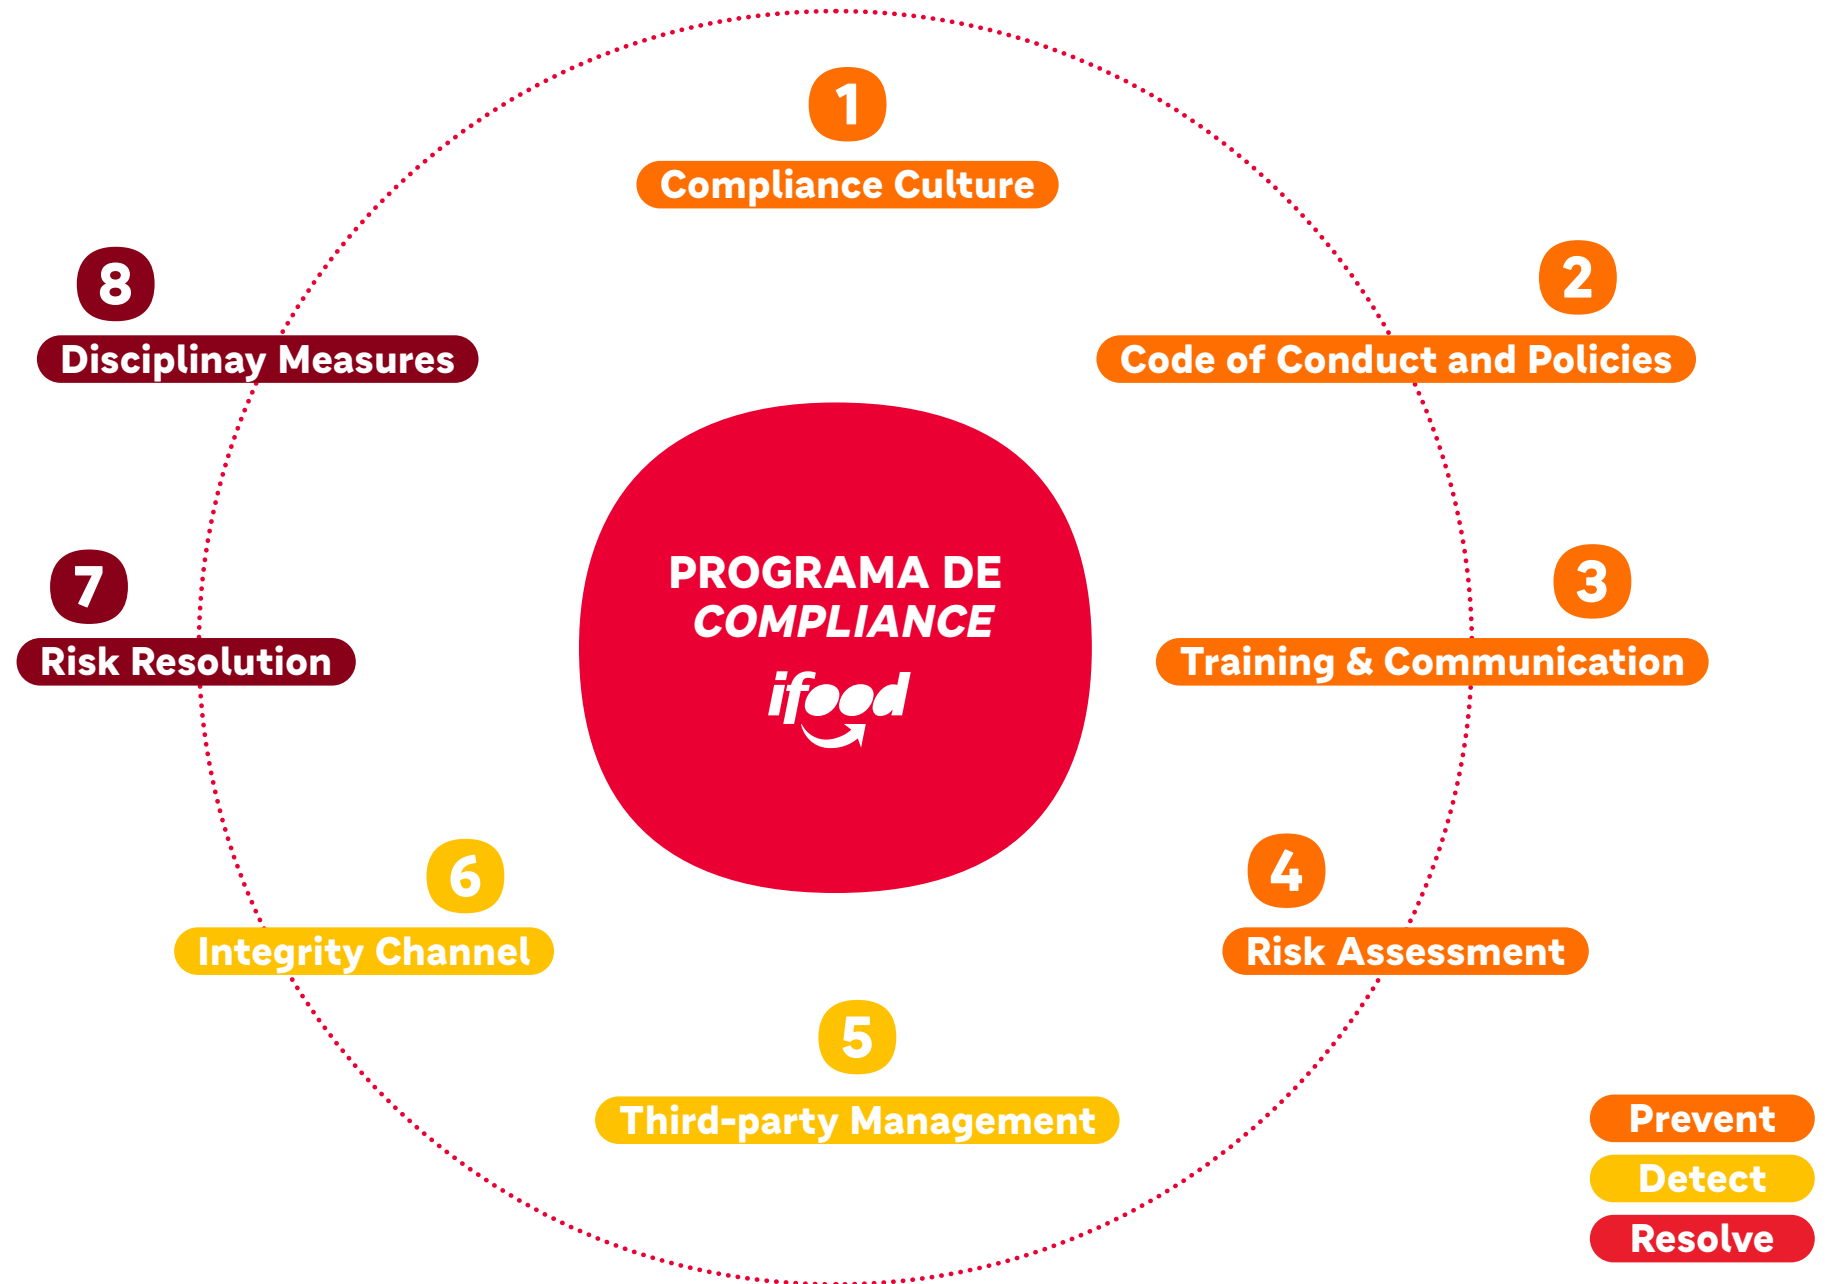 1
Compliance Culture
2
Code of Conduct and Policies
3
Training & Communication
4
Risk Assessment
5
Third-party Management
6
Integrity Channel
7
Risk Resolution
8
Disciplinay Measures
PROGRAMA DE
COMPLIANCE
ifood
Prevent
Detect
Resolve